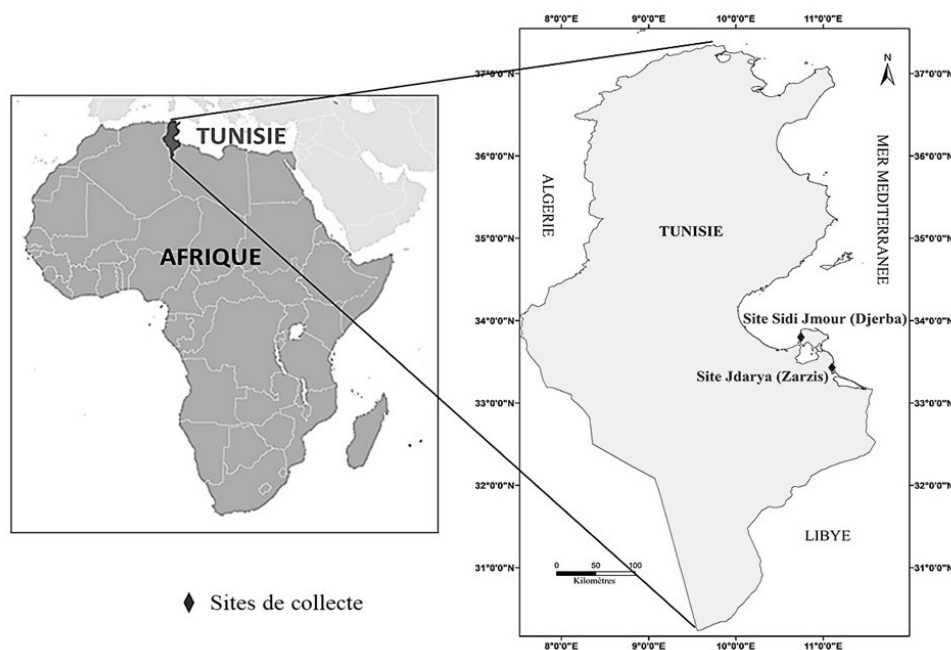 TUNISIE
AFRIQUE
Sites de collecte
8°0'0"E 9°0'0"E 10°0'0"E 11°0'0"E
37°0'0"N
36°0'0"N
35°0'0"N
34°0'0"N
33°0'0"N
32°0'0"N
31°0'0"N
N
ALGERIE
TUNISIE
MER MEDITERRANEE
Site Sidi Jmour (Djerba)
Site Jdarya (Zarzis)
LIBYE
0 50 100
Kilomètres
37°0'0"N
36°0'0"N
35°0'0"N
34°0'0"N
33°0'0"N
32°0'0"N
31°0'0"N
8°0'0"E 9°0'0"E 10°0'0"E 11°0'0"E